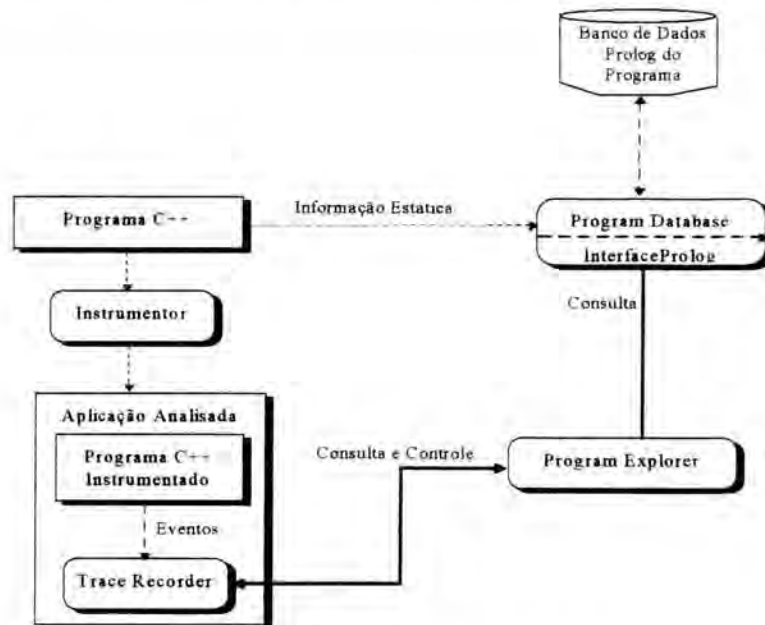 Banco de Dados
Prolog do
Programa
Programa C++
Informação Estatica
Program Database
InterfaceProlog
Instrumentor
Consulta
Aplicação Analisada
Programa C++
Instrumentado
Consulta e Controle
Program Explorer
Eventos
Trace Recorder